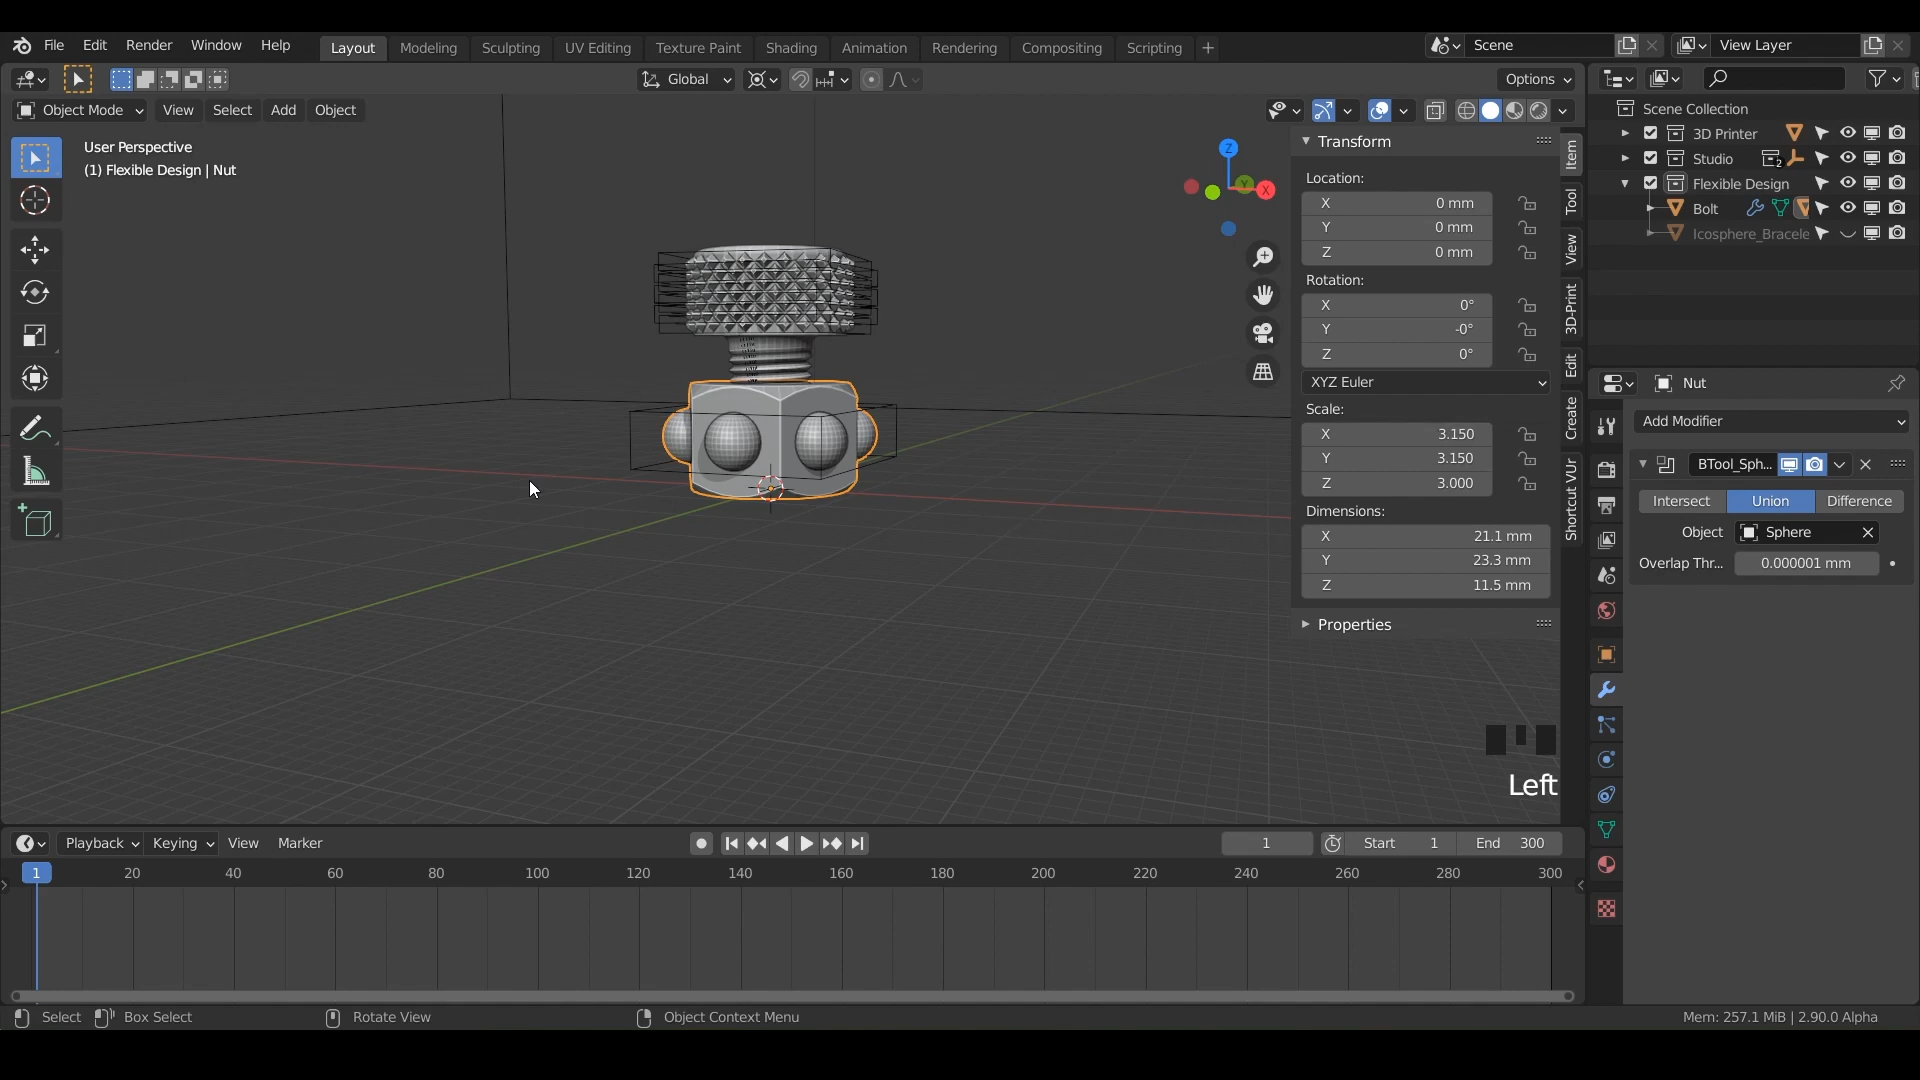 File Edit Render Window Help Layout Modeling Sculpting UV Editing Texture Paint Shading Animation Rendering Compositing Scripting + Scene View Layer
Global Options
Object Mode View Select Add Object
User Perspective
(1) Flexible Design | Nut
Z
Y
X
Transform
Location:
X 0 mm
Y 0 mm
Z 0 mm
Rotation:
X 0°
Y -0°
Z 0°
XYZ Euler
Scale:
X 3.150
Y 3.150
Z 3.000
Dimensions:
X 21.1 mm
Y 23.3 mm
Z 11.5 mm
Properties
Item
Tool
View
3D-Print
Edit
Create
Shortcut VUr
Scene Collection
3D Printer
Studio 2
Flexible Design
Bolt
Icosphere_Bracele
Nut
Add Modifier
BTool_Sph...
Intersect Union Difference
Object Sphere
Overlap Thr... 0.000001 mm
Left
Playback Keying View Marker 1 Start 1 End 300
1 20 40 60 80 100 120 140 160 180 200 220 240 260 280 300
Select Box Select Rotate View Object Context Menu Mem: 257.1 MiB | 2.90.0 Alpha